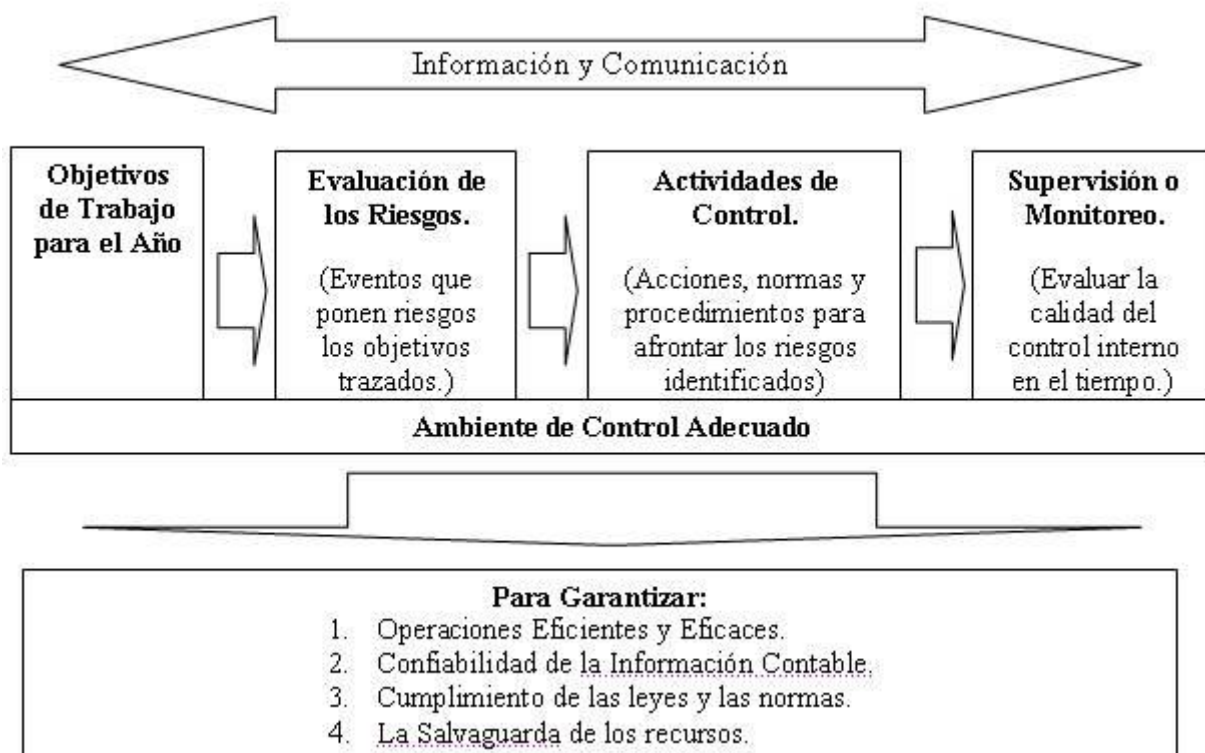 Información y Comunicación
Objetivos
de Trabajo
para el Año
Evaluación de
los Riesgos.
(Eventos que
ponen riesgos
los objetivos
trazados.)
Actividades de
Control.
(Acciones, normas y
procedimientos para
afrontar los riesgos
identificados)
Supervisión o
Monitoreo.
(Evaluar la
calidad del
control interno
en el tiempo.)
Ambiente de Control Adecuado
Para Garantizar:
1. Operaciones Eficientes y Eficaces.
2. Confiabilidad de la Información Contable.
3. Cumplimiento de las leyes y las normas.
4. La Salvaguarda de los recursos.